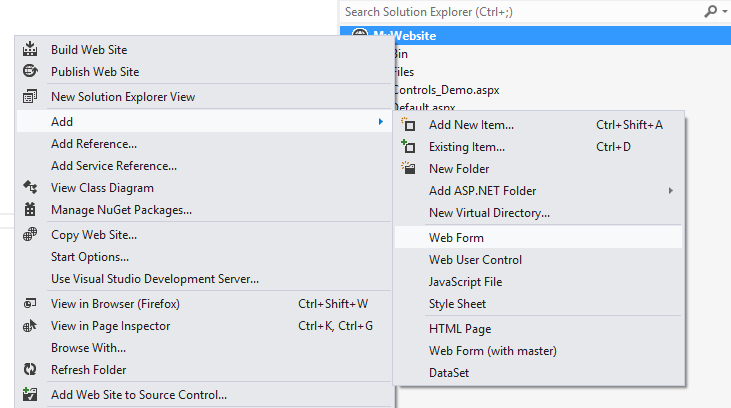 Search Solution Explorer (Ctrl+;)
MyWebsite
Bin
Files
Controls_Demo.aspx
Default.aspx
Build Web Site
Publish Web Site
New Solution Explorer View
Add
Add Reference...
Add Service Reference...
View Class Diagram
Manage NuGet Packages...
Copy Web Site...
Start Options...
Use Visual Studio Development Server...
View in Browser (Firefox) Ctrl+Shift+W
View in Page Inspector Ctrl+K, Ctrl+G
Browse With...
Refresh Folder
Add Web Site to Source Control...
Add New Item... Ctrl+Shift+A
Existing Item... Ctrl+D
New Folder
Add ASP.NET Folder
New Virtual Directory...
Web Form
Web User Control
JavaScript File
Style Sheet
HTML Page
Web Form (with master)
DataSet